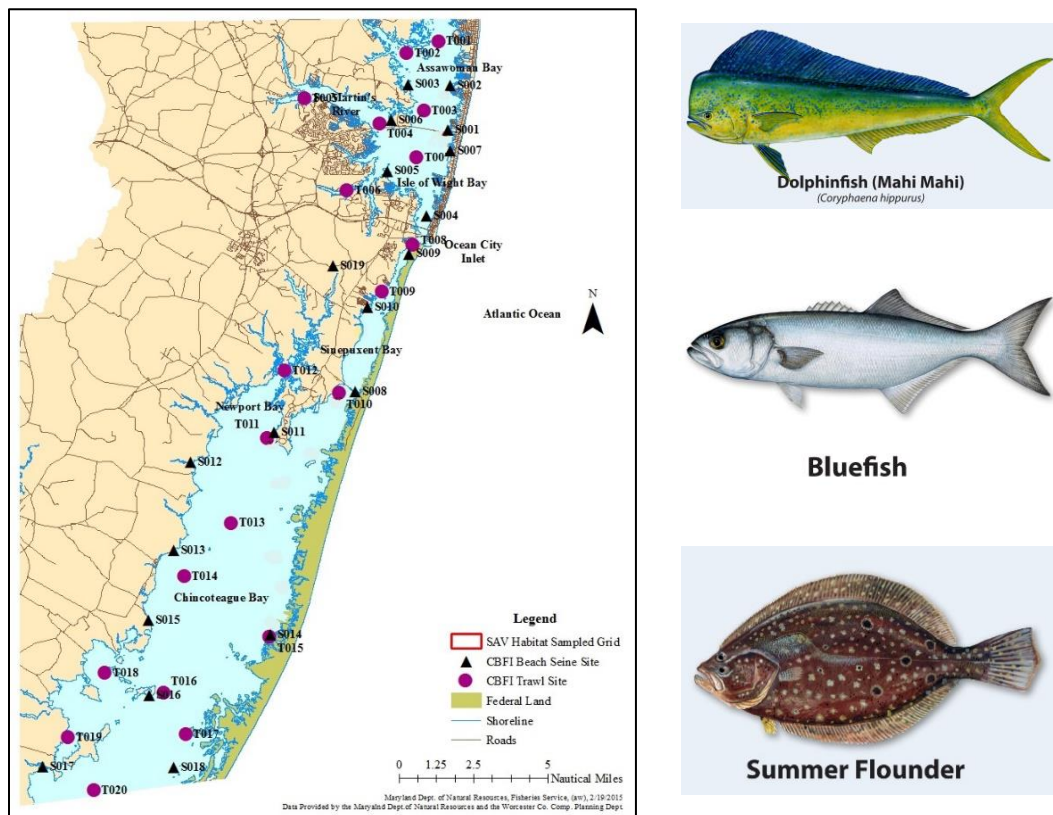 T001
T002
Assawoman Bay
S003
S002
T005
Martin's
River
T003
S006
T004
S001
S007
T00
S005
Isle of Wight Bay
T006
S004
T008
Ocean City
Inlet
S009
S019
T009
S010
Atlantic Ocean
N
Sinepuxent Bay
T012
S008
T010
Newport Bay
T011
S011
S012
T013
S013
T014
Chincoteague Bay
S015
S014
T015
T018
T016
S016
T017
T019
S017
S018
T020
Legend
SAV Habitat Sampled Grid
CBFI Beach Seine Site
CBFI Trawl Site
Federal Land
Shoreline
Roads
0 1.25 2.5 5
Nautical Miles
Maryland Dept. of Natural Resources, Fisheries Service, (aw), 2/19/2015
Data Provided by the Maryalnd Dept.of Natural Resources and the Worcester Co. Comp. Planning Dept.
Dolphinfish (Mahi Mahi)
(Coryphaena hippurus)
Bluefish
Summer Flounder